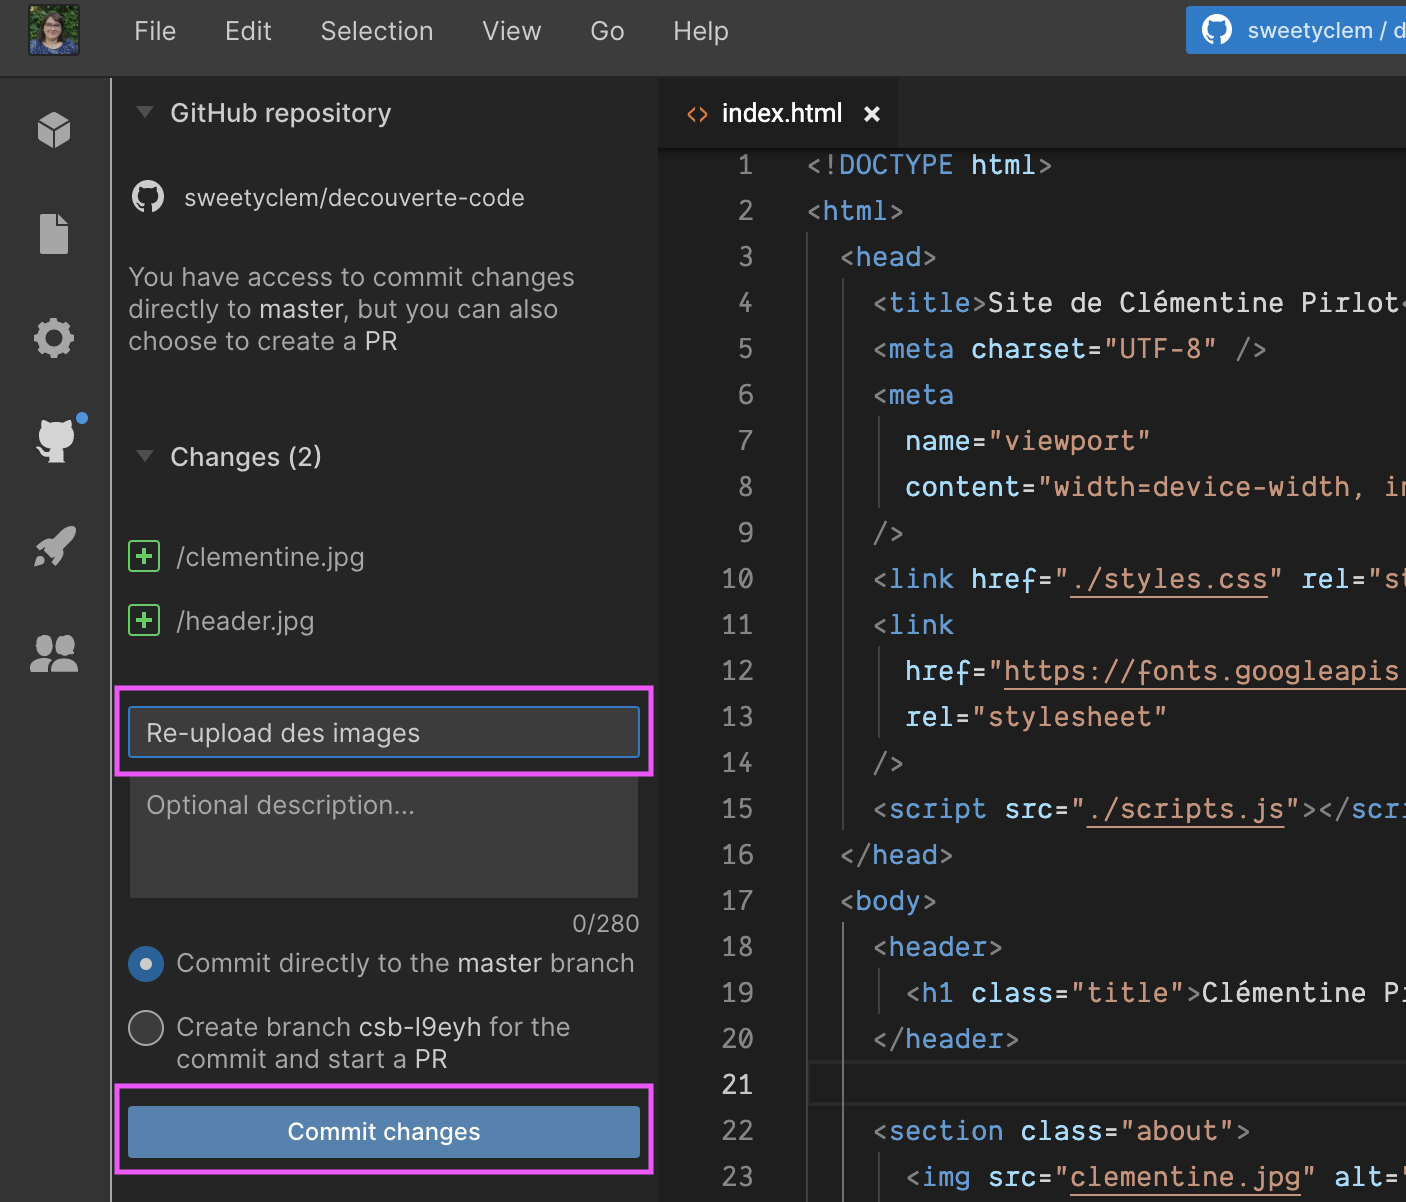 File Edit Selection View Go Help
sweetyclem / d
GitHub repository
sweetyclem/decouverte-code
You have access to commit changes
directly to master, but you can also
choose to create a PR
Changes (2)
/clementine.jpg
/header.jpg
Re-upload des images
Optional description...
0/280
Commit directly to the master branch
Create branch csb-l9eyh for the
commit and start a PR
Commit changes
<> index.html ×
1 <!DOCTYPE html>
2 <html>
3 <head>
4 <title>Site de Clémentine Pirlot<
5 <meta charset="UTF-8" />
6 <meta
7 name="viewport"
8 content="width=device-width, in
9 />
10 <link href="./styles.css" rel="st
11 <link
12 href="https://fonts.googleapis.
13 rel="stylesheet"
14 />
15 <script src="./scripts.js"></scri
16 </head>
17 <body>
18 <header>
19 <h1 class="title">Clémentine Pi
20 </header>
21
22 <section class="about">
23 <img src="clementine.jpg" alt="